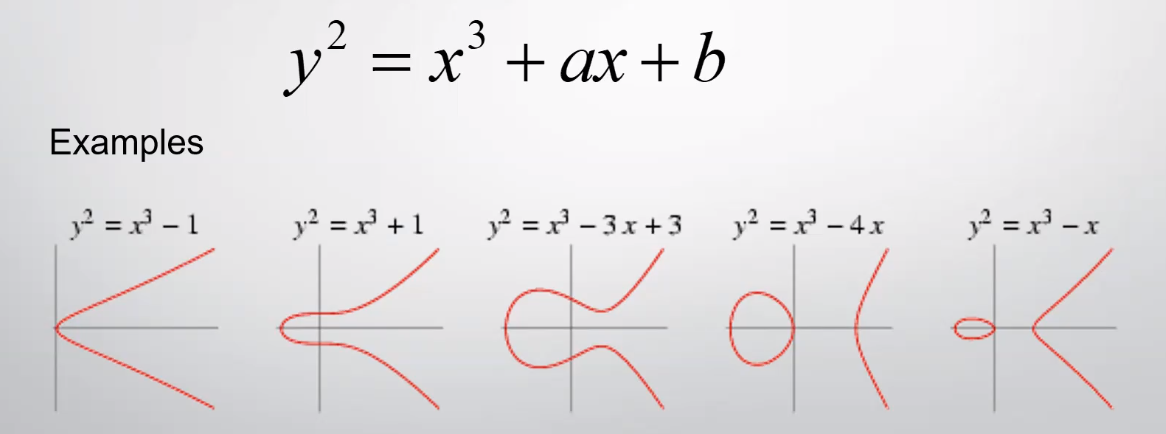 y² = x³ + ax + b
Examples
y² = x³ − 1
y² = x³ + 1
y² = x³ − 3x + 3
y² = x³ − 4x
y² = x³ − x